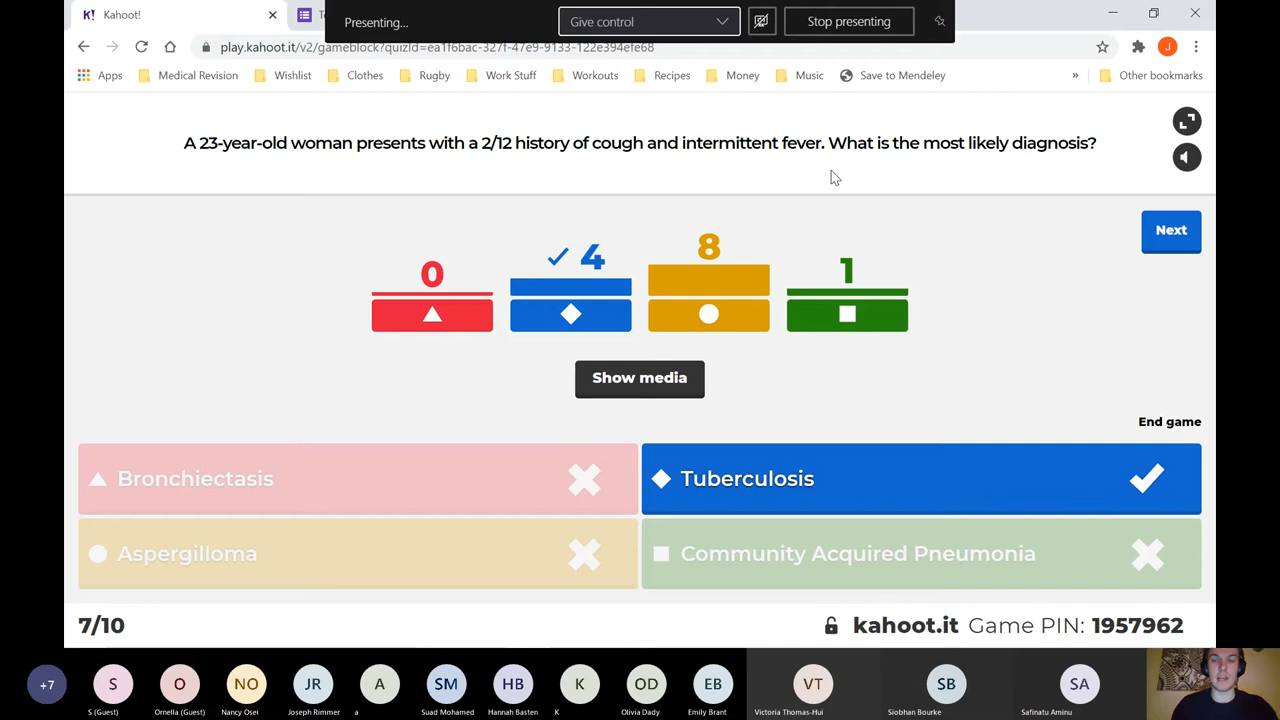 K! Kahoot!
Te
Presenting...
Give control
Stop presenting
play.kahoot.it/v2/gameblock?quizId=ea1f6bac-327f-47e9-9133-122e394efe68
J
Apps
Medical Revision
Wishlist
Clothes
Rugby
Work Stuff
Workouts
Recipes
Money
Music
Save to Mendeley
»
Other bookmarks
A 23-year-old woman presents with a 2/12 history of cough and intermittent fever. What is the most likely diagnosis?
Next
0
4
8
1
Show media
End game
Bronchiectasis
Tuberculosis
Aspergilloma
Community Acquired Pneumonia
7/10
kahoot.it Game PIN: 1957962
+7
S
O
NO
JR
A
SM
HB
K
OD
EB
VT
SB
SA
S (Guest)
Ornella (Guest)
Nancy Osei
Joseph Rimmer
a
Suad Mohamed
Hannah Basten
K
Olivia Dady
Emily Brant
Victoria Thomas-Hui
Siobhan Bourke
Safinatu Aminu